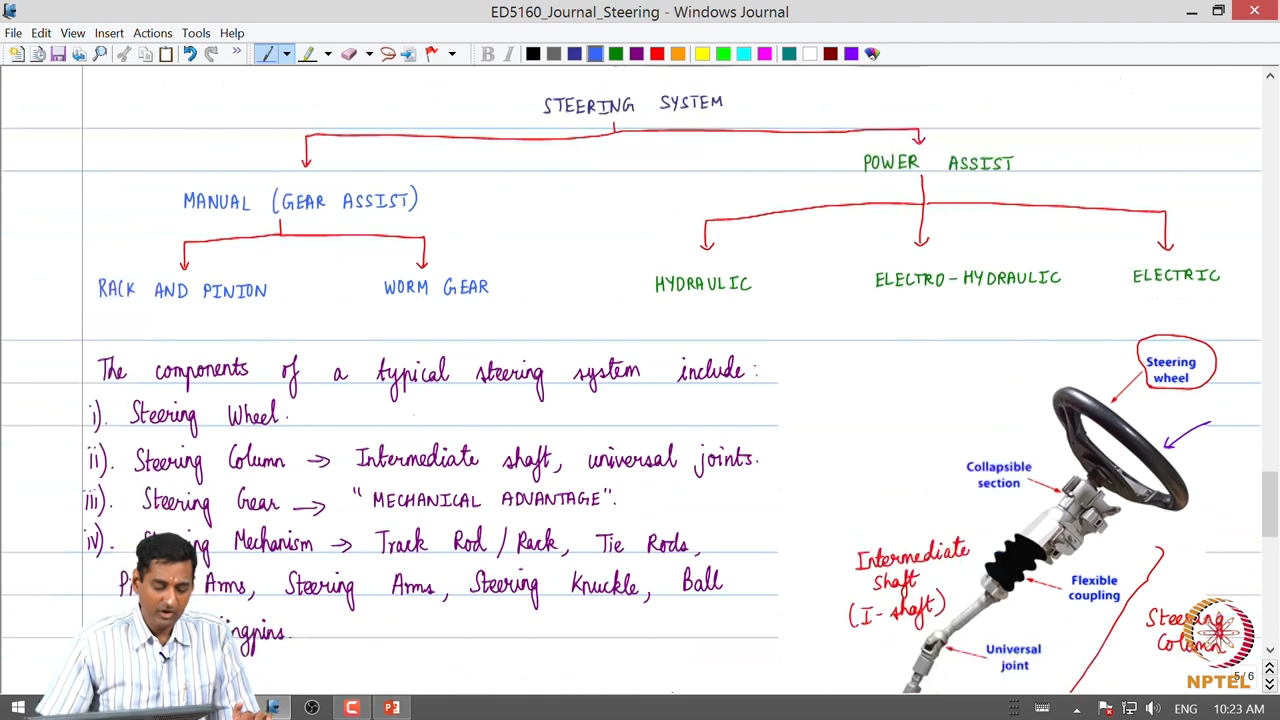 ED5160_Journal_Steering - Windows Journal
File Edit View Insert Actions Tools Help
B I
STEERING SYSTEM
POWER ASSIST
MANUAL (GEAR ASSIST)
RACK AND PINION WORM GEAR
HYDRAULIC ELECTRO-HYDRAULIC ELECTRIC
The components of a typical steering system include:
i). Steering Wheel.
ii). Steering Column → Intermediate shaft, universal joints.
iii). Steering Gear → "MECHANICAL ADVANTAGE".
iv). Mechanism → Track Rod / Rack, Tie Rods,
Arms, Steering Arms, Steering Knuckle, Ball
Steering
wheel
Collapsible
section
Intermediate
shaft
(I-shaft)
Flexible
coupling
Universal
joint
Steering
Column
5/6
NPTEL
ENG 10:23 AM